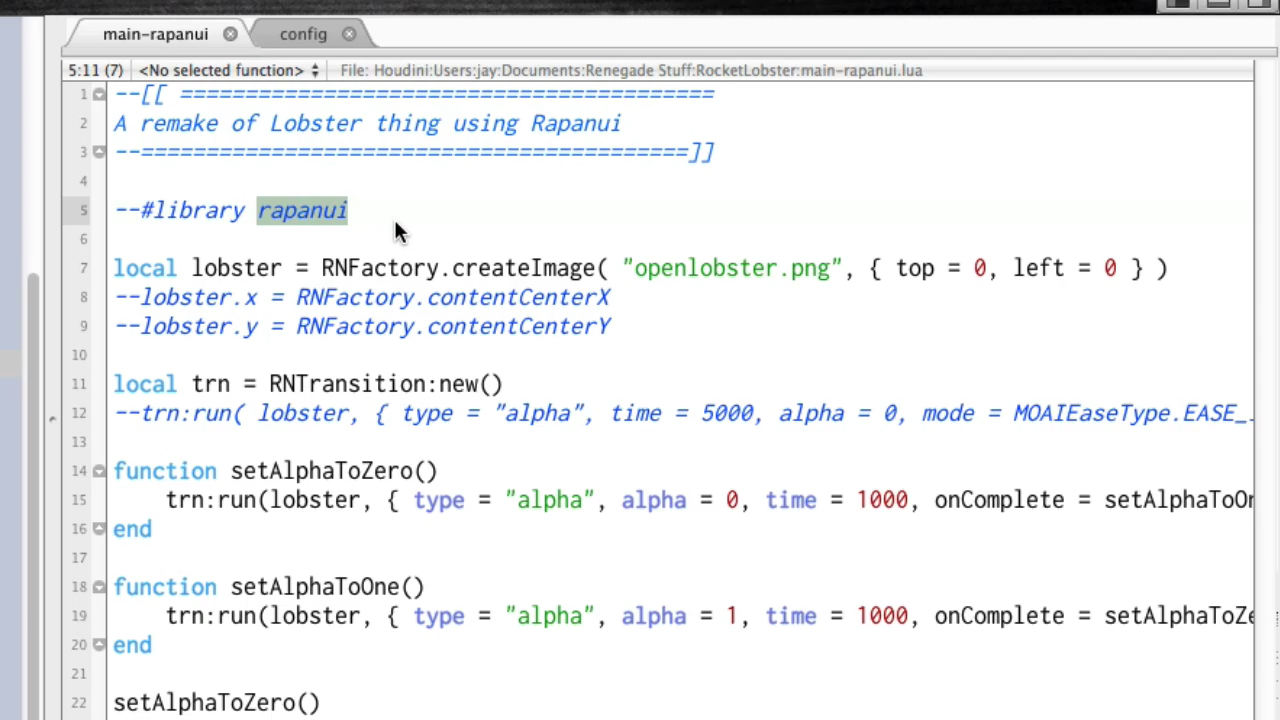 main-rapanui
config
5:11 (7) <No selected function> File: Houdini:Users:jay:Documents:Renegade Stuff:RocketLobster:main-rapanui.lua
1 --[[ =========================================
2 A remake of Lobster thing using Rapanui
3 --==========================================]]
4
5 --#library rapanui
6
7 local lobster = RNFactory.createImage( "openlobster.png", { top = 0, left = 0 } )
8 --lobster.x = RNFactory.contentCenterX
9 --lobster.y = RNFactory.contentCenterY
10
11 local trn = RNTransition:new()
12 --trn:run( lobster, { type = "alpha", time = 5000, alpha = 0, mode = MOAIEaseType.EASE_
13
14 function setAlphaToZero()
15 trn:run(lobster, { type = "alpha", alpha = 0, time = 1000, onComplete = setAlphaToOn
16 end
17
18 function setAlphaToOne()
19 trn:run(lobster, { type = "alpha", alpha = 1, time = 1000, onComplete = setAlphaToZe
20 end
21
22 setAlphaToZero()